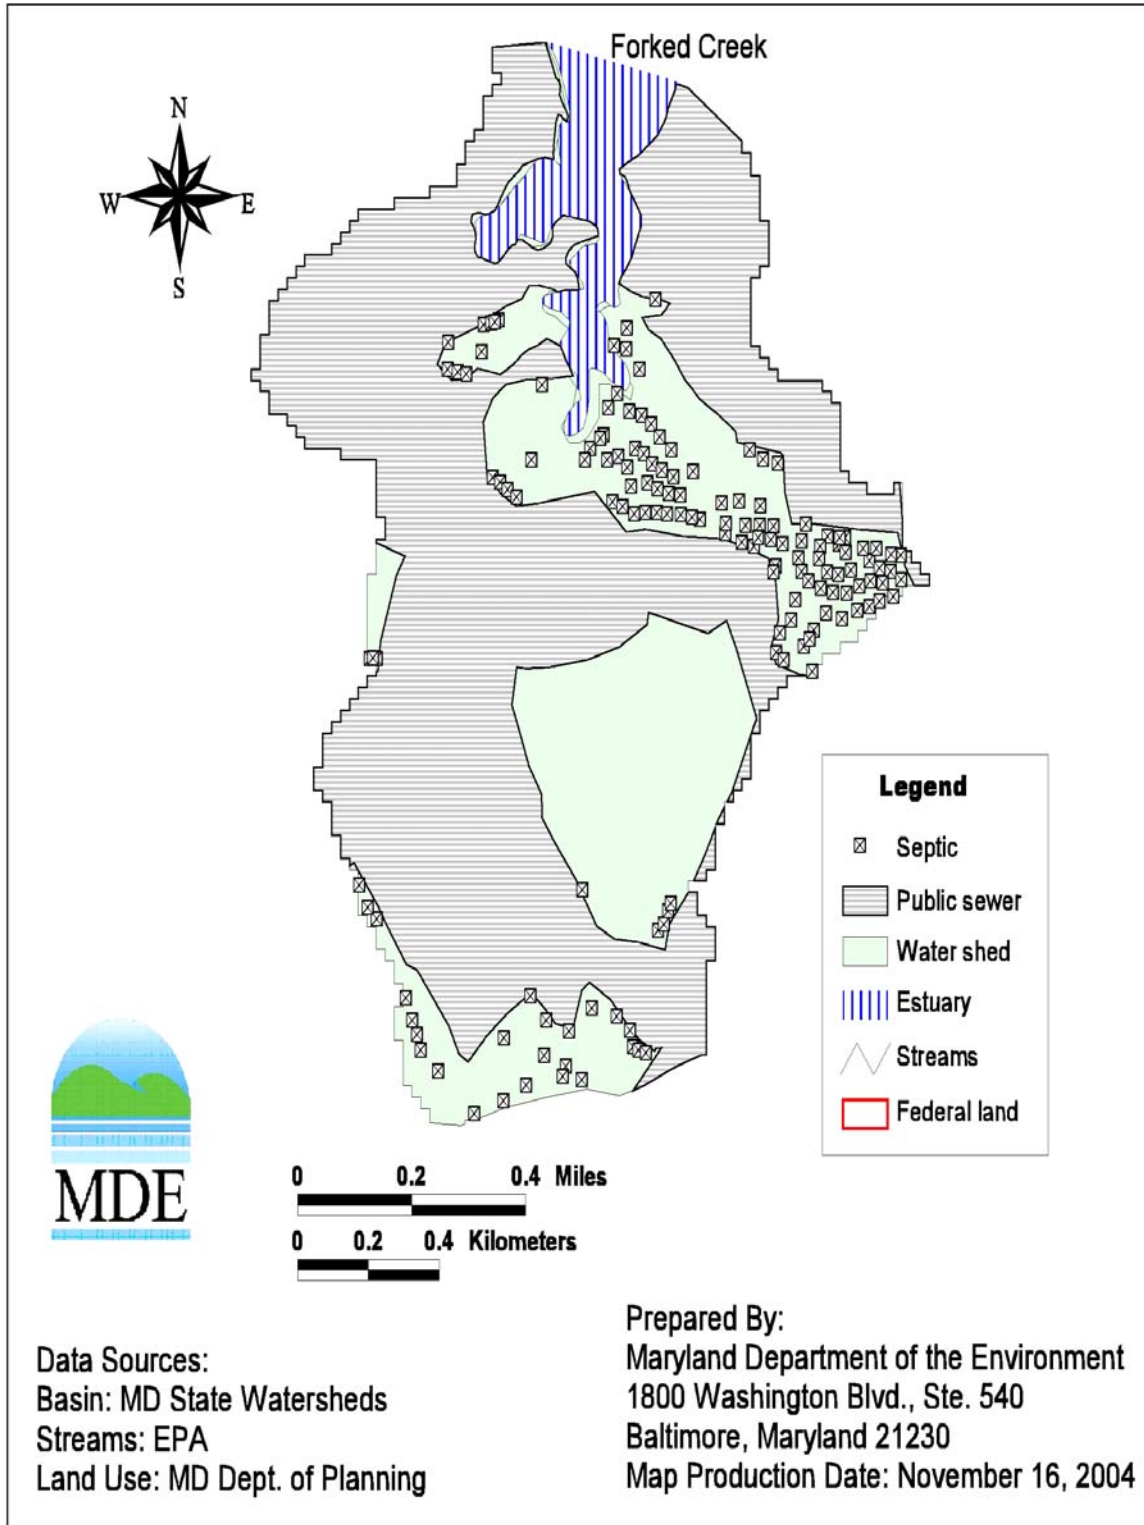 Forked Creek
N
W
E
S
Legend
Septic
Public sewer
Water shed
Estuary
Streams
Federal land
MDE
0 0.2 0.4 Miles
0 0.2 0.4 Kilometers
Data Sources:
Basin: MD State Watersheds
Streams: EPA
Land Use: MD Dept. of Planning
Prepared By:
Maryland Department of the Environment
1800 Washington Blvd., Ste. 540
Baltimore, Maryland 21230
Map Production Date: November 16, 2004